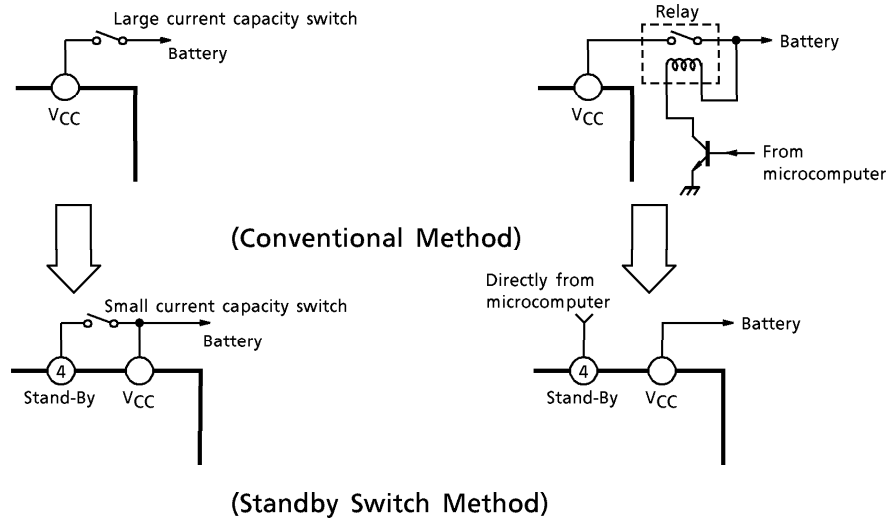 Large current capacity switch
Battery
VCC
Relay
Battery
VCC
From
microcomputer
(Conventional Method)
Small current capacity switch
Battery
4
Stand-By
VCC
Directly from
microcomputer
Battery
4
Stand-By
VCC
(Standby Switch Method)